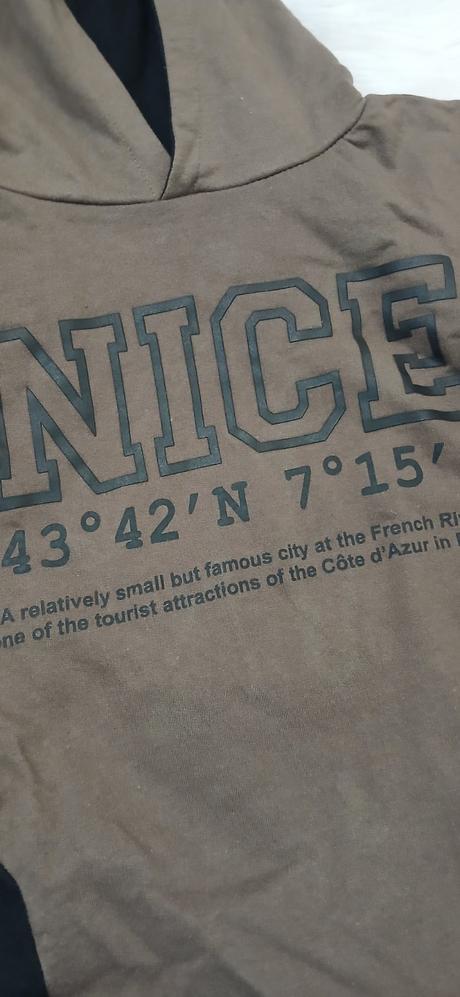 NICE
43°42′N 7°15′
A relatively small but famous city at the French
one of the tourist attractions of the Côte d'Azur in